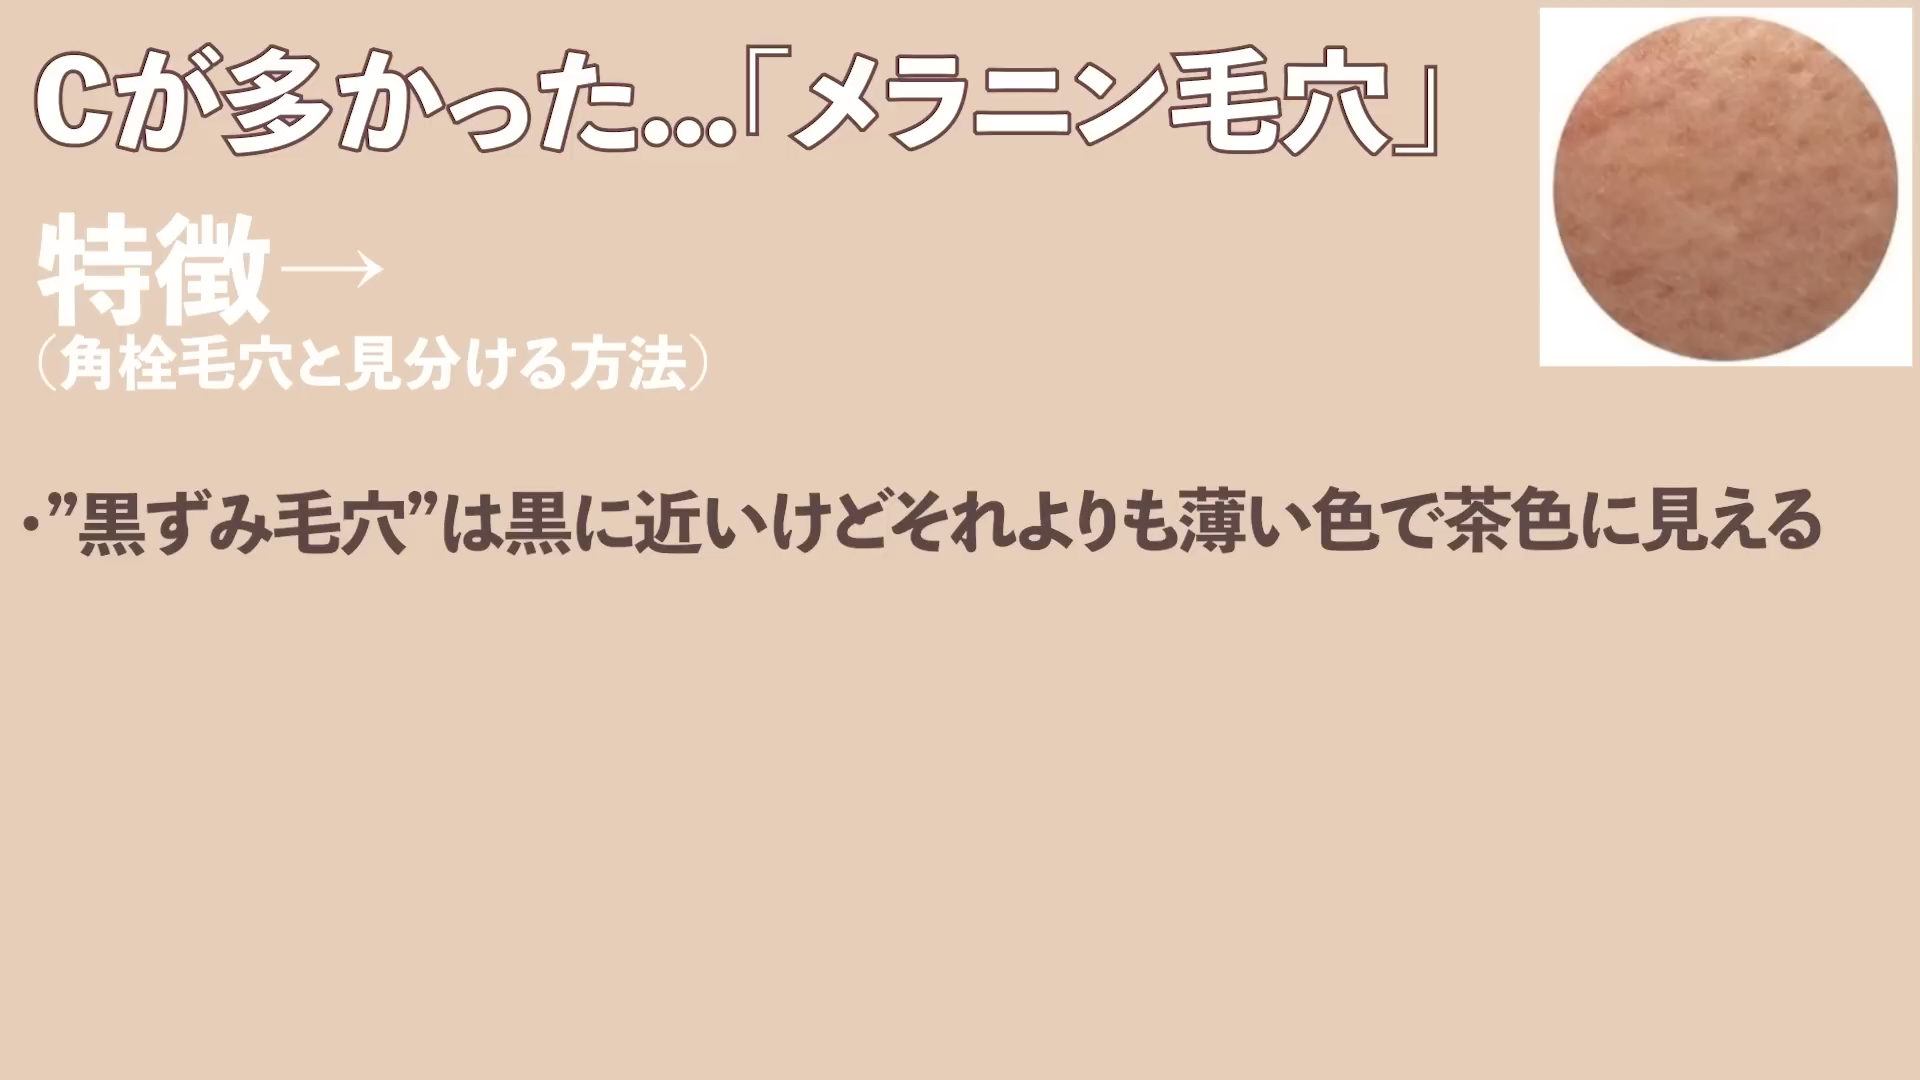 Cが多かった...「メラニン毛穴」
特徴→
（角栓毛穴と見分ける方法）
・”黒ずみ毛穴”は黒に近いけどそれよりも薄い色で茶色に見える